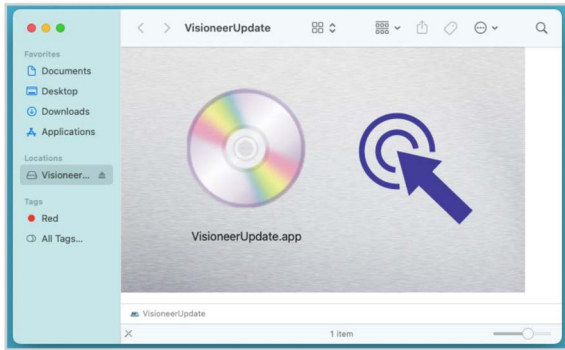 VisioneerUpdate
Favorites
Documents
Desktop
Downloads
Applications
Locations
Visioneer...
Tags
Red
All Tags...
VisioneerUpdate.app
VisioneerUpdate
1 item